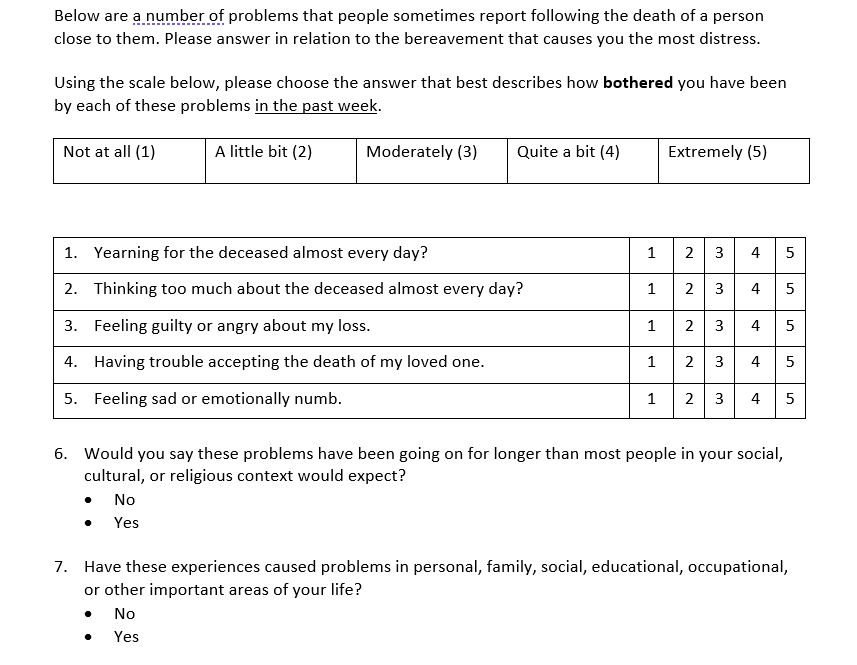 Below are a number of problems that people sometimes report following the death of a person
close to them. Please answer in relation to the bereavement that causes you the most distress.
Using the scale below, please choose the answer that best describes how bothered you have been
by each of these problems in the past week.
Not at all (1) A little bit (2) Moderately (3) Quite a bit (4) Extremely (5)
1. Yearning for the deceased almost every day? 1 2 3 4 5
2. Thinking too much about the deceased almost every day? 1 2 3 4 5
3. Feeling guilty or angry about my loss. 1 2 3 4 5
4. Having trouble accepting the death of my loved one. 1 2 3 4 5
5. Feeling sad or emotionally numb. 1 2 3 4 5
6. Would you say these problems have been going on for longer than most people in your social,
cultural, or religious context would expect?
• No
• Yes
7. Have these experiences caused problems in personal, family, social, educational, occupational,
or other important areas of your life?
• No
• Yes